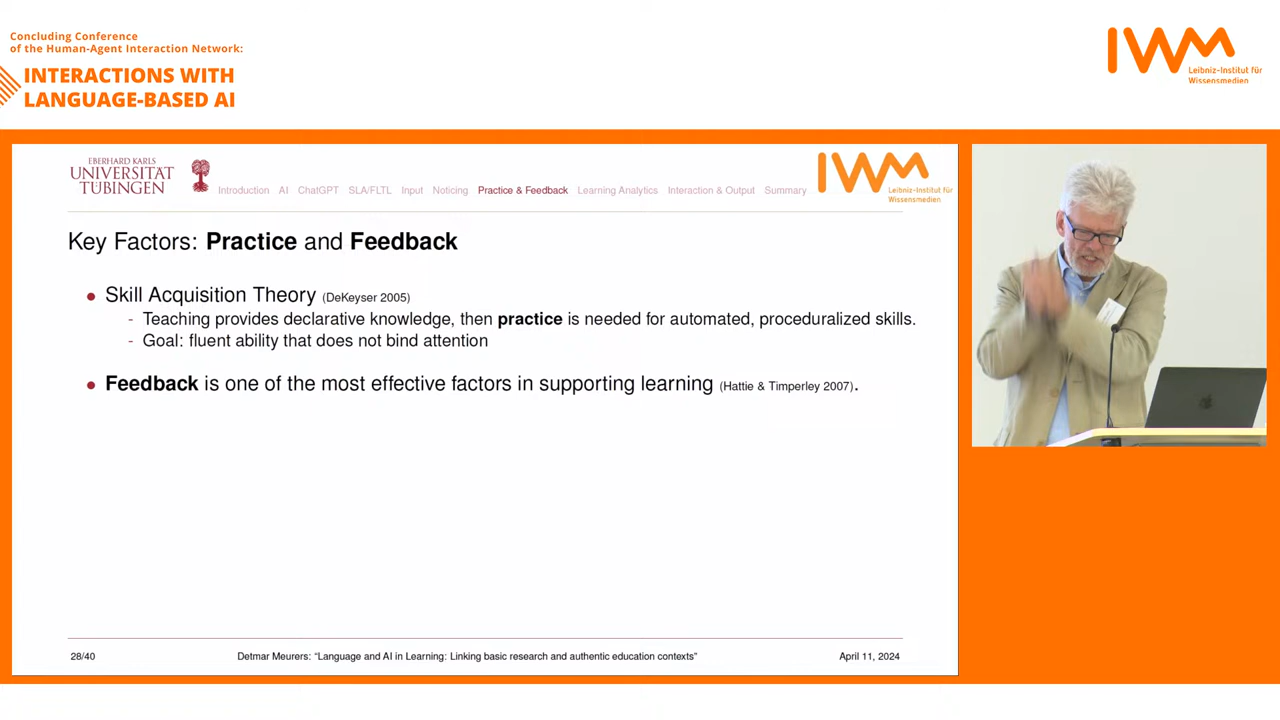 Concluding Conference
of the Human-Agent Interaction Network:
INTERACTIONS WITH
LANGUAGE-BASED AI
IWM
Leibniz-Institut für
Wissensmedien
EBERHARD KARLS
UNIVERSITÄT
TÜBINGEN
Introduction AI ChatGPT SLA/FLTL Input Noticing Practice & Feedback Learning Analytics Interaction & Output Summary
IWM
Leibniz-Institut für
Wissensmedien
Key Factors: Practice and Feedback
• Skill Acquisition Theory (DeKeyser 2005)
- Teaching provides declarative knowledge, then practice is needed for automated, proceduralized skills.
- Goal: fluent ability that does not bind attention
• Feedback is one of the most effective factors in supporting learning (Hattie & Timperley 2007).
28/40 Detmar Meurers: “Language and AI in Learning: Linking basic research and authentic education contexts” April 11, 2024